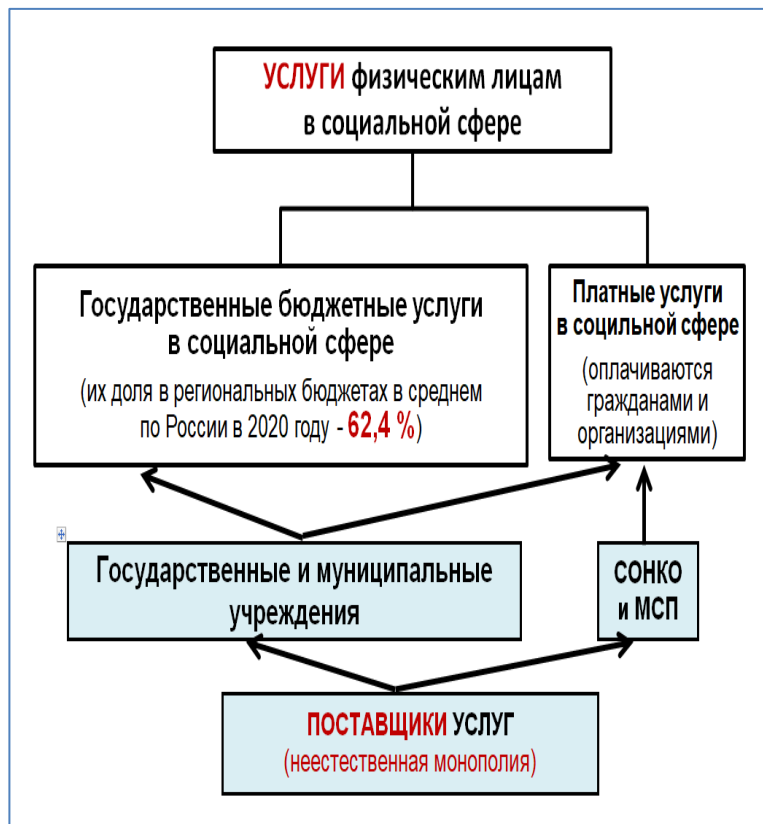 УСЛУГИ физическим лицам
в социальной сфере
Государственные бюджетные услуги
в социальной сфере
(их доля в региональных бюджетах в среднем
по России в 2020 году - 62,4 %)
Платные услуги
в социльной сфере
(оплачиваются
гражданами и
организациями)
Государственные и муниципальные
учреждения
СОНКО
и МСП
ПОСТАВЩИКИ УСЛУГ
(неестественная монополия)